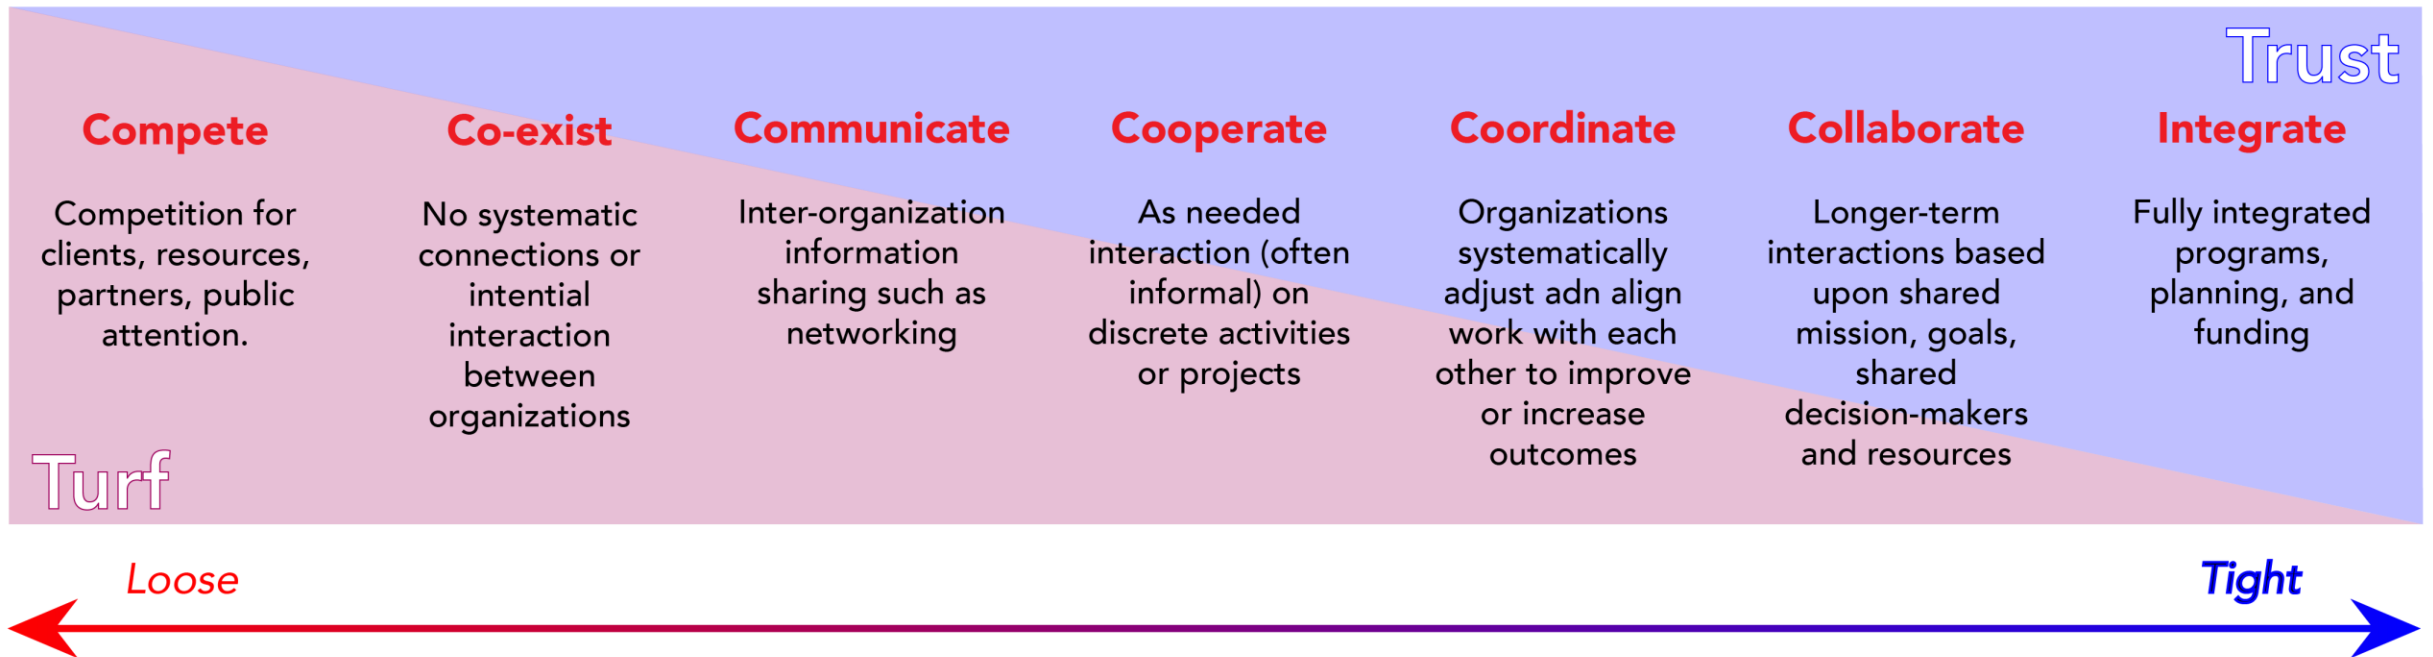 Trust
Compete
Competition for
clients, resources,
partners, public
attention.
Co-exist
No systematic
connections or
intential
interaction
between
organizations
Communicate
Inter-organization
information
sharing such as
networking
Cooperate
As needed
interaction (often
informal) on
discrete activities
or projects
Coordinate
Organizations
systematically
adjust adn align
work with each
other to improve
or increase
outcomes
Collaborate
Longer-term
interactions based
upon shared
mission, goals,
shared
decision-makers
and resources
Integrate
Fully integrated
programs,
planning, and
funding
Turf
Loose
Tight